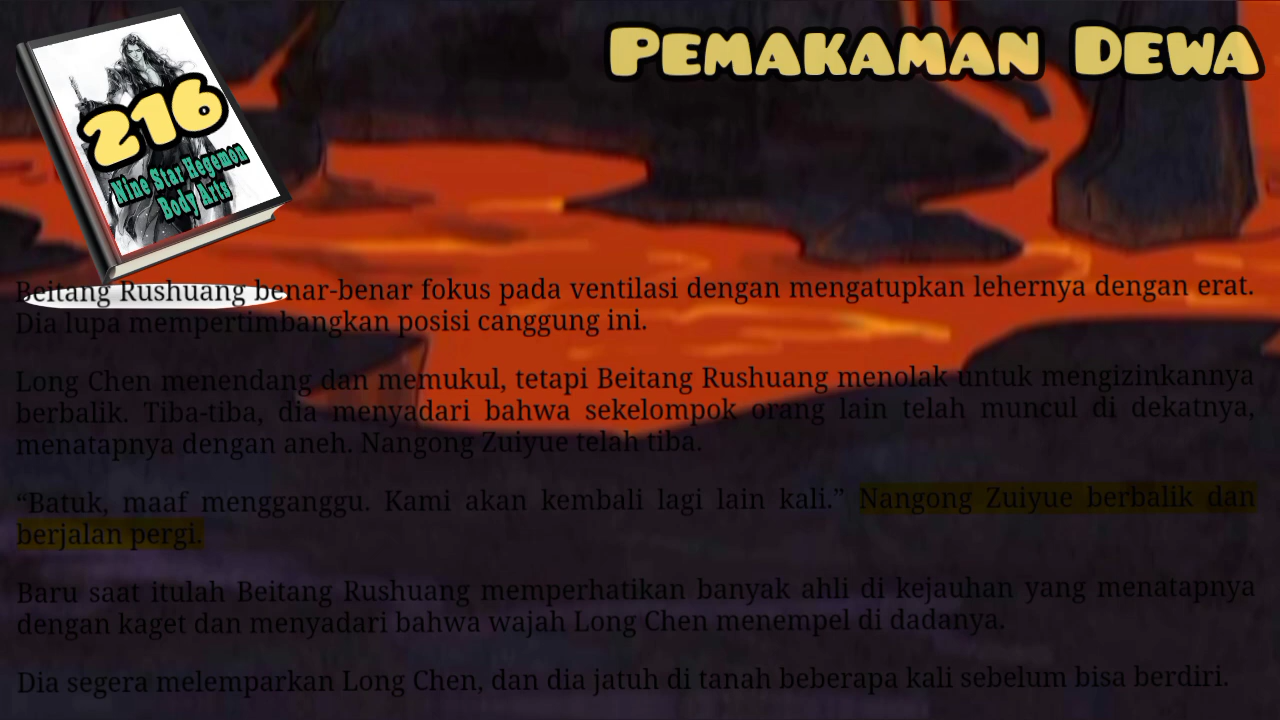 Pemakaman Dewa
216
Nine Star Hegemon
Body Arts
Beitang Rushuang benar-benar fokus pada ventilasi dengan mengatupkan lehernya dengan erat.
Dia lupa mempertimbangkan posisi canggung ini.
Long Chen menendang dan memukul, tetapi Beitang Rushuang menolak untuk mengizinkannya
berbalik. Tiba-tiba, dia menyadari bahwa sekelompok orang lain telah muncul di dekatnya,
menatapnya dengan aneh. Nangong Zuiyue telah tiba.
“Batuk, maaf mengganggu. Kami akan kembali lagi lain kali.” Nangong Zuiyue berbalik dan
berjalan pergi.
Baru saat itulah Beitang Rushuang memperhatikan banyak ahli di kejauhan yang menatapnya
dengan kaget dan menyadari bahwa wajah Long Chen menempel di dadanya.
Dia segera melemparkan Long Chen, dan dia jatuh di tanah beberapa kali sebelum bisa berdiri.